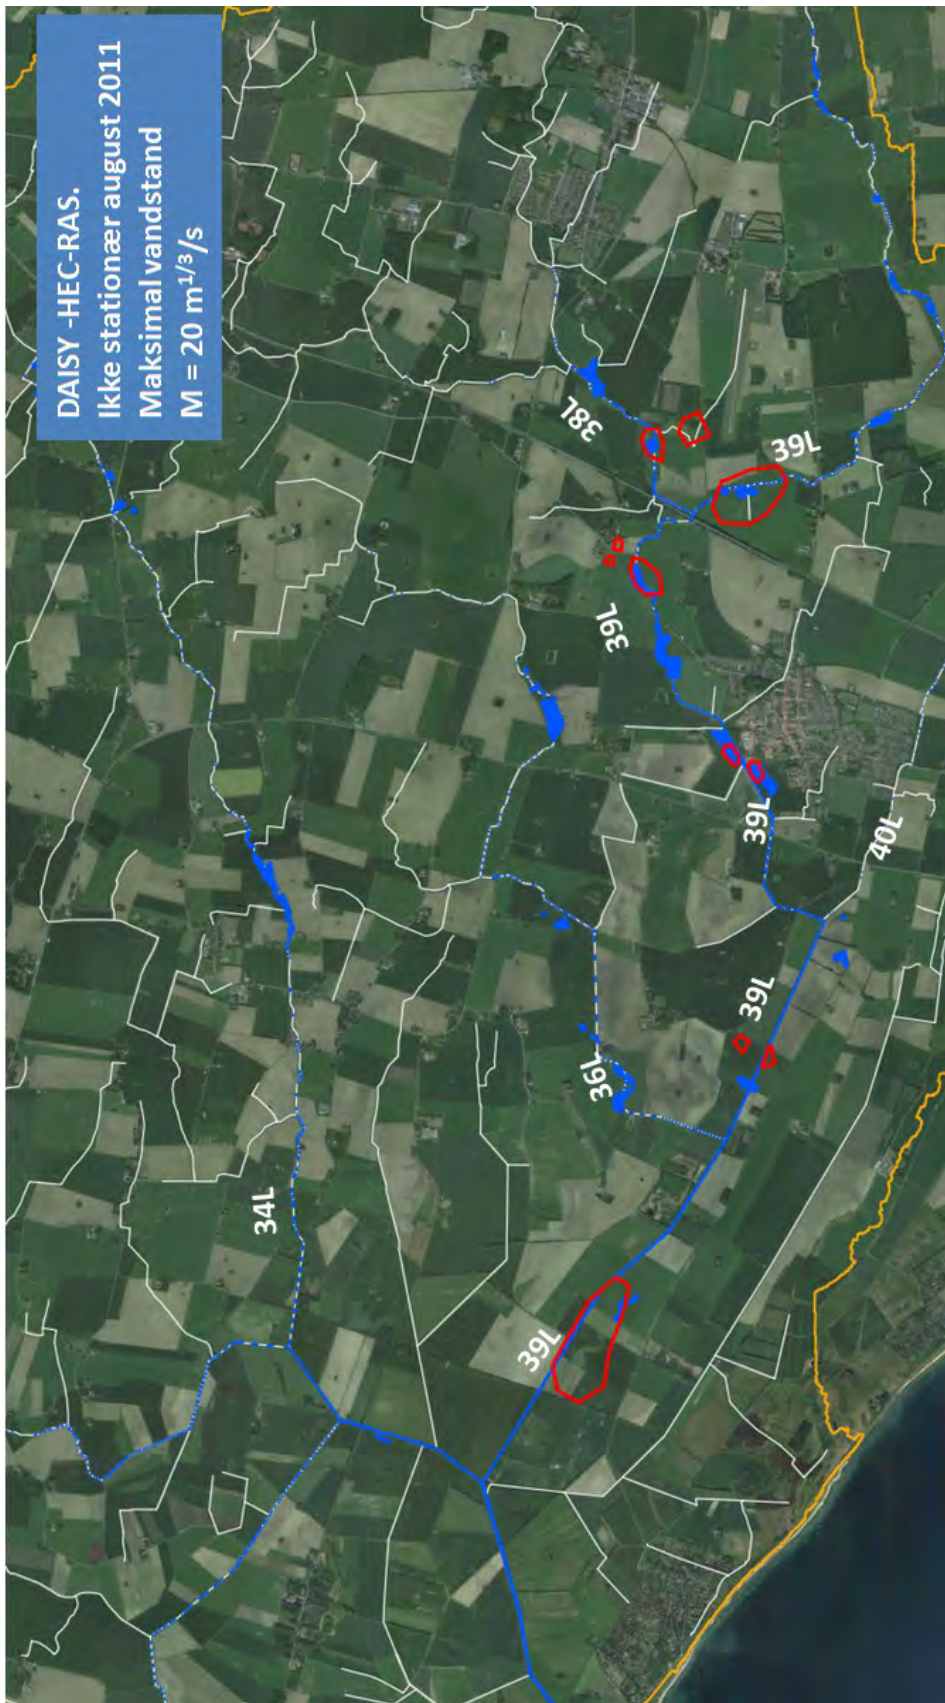 DAISY -HEC-RAS.
Ikke stationær august 2011
Maksimal vandstand
M = 20 m¹/³/s
38L
39L
39L
39L
40L
39L
36L
34L
39L